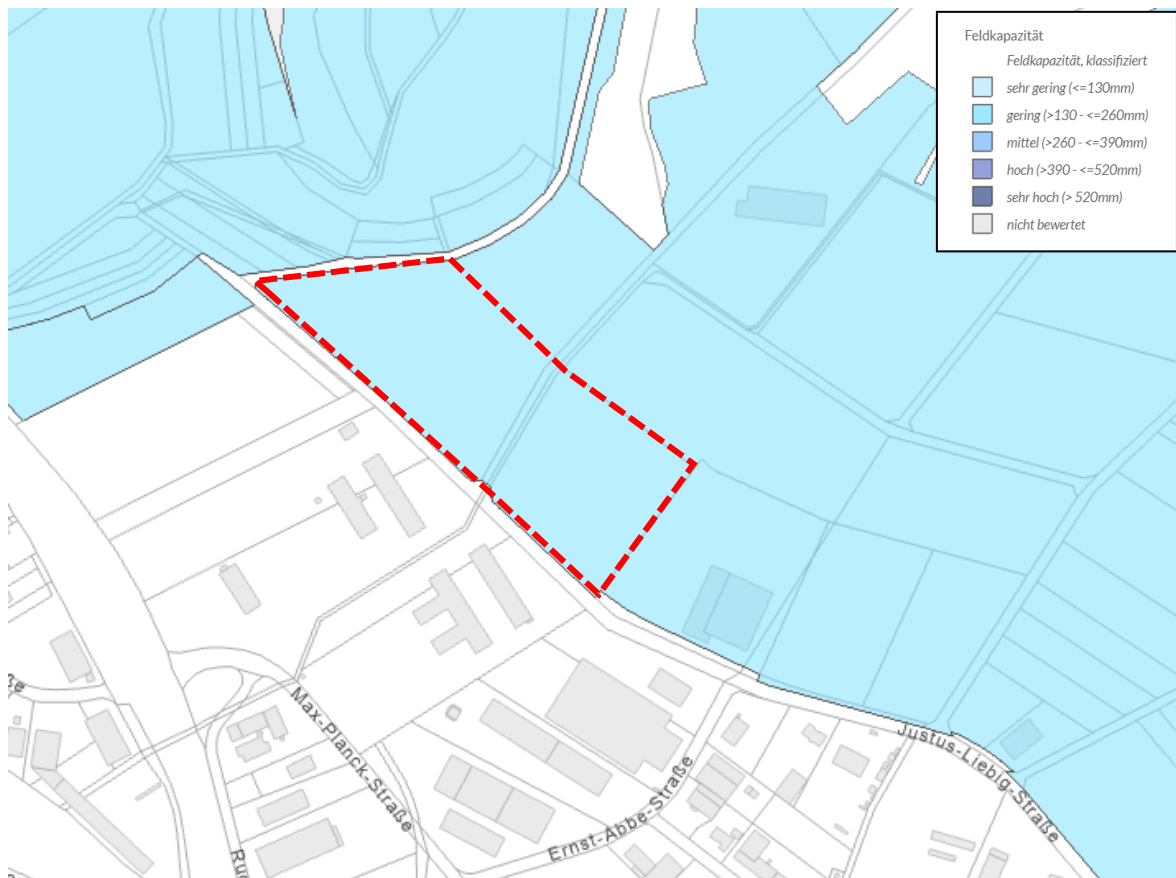 Feldkapazität
Feldkapazität, klassifiziert
sehr gering (<=130mm)
gering (>130 - <=260mm)
mittel (>260 - <=390mm)
hoch (>390 - <=520mm)
sehr hoch (> 520mm)
nicht bewertet
Max-Planck-Straße
Ernst-Abbe-Straße
Justus-Liebig-Straße